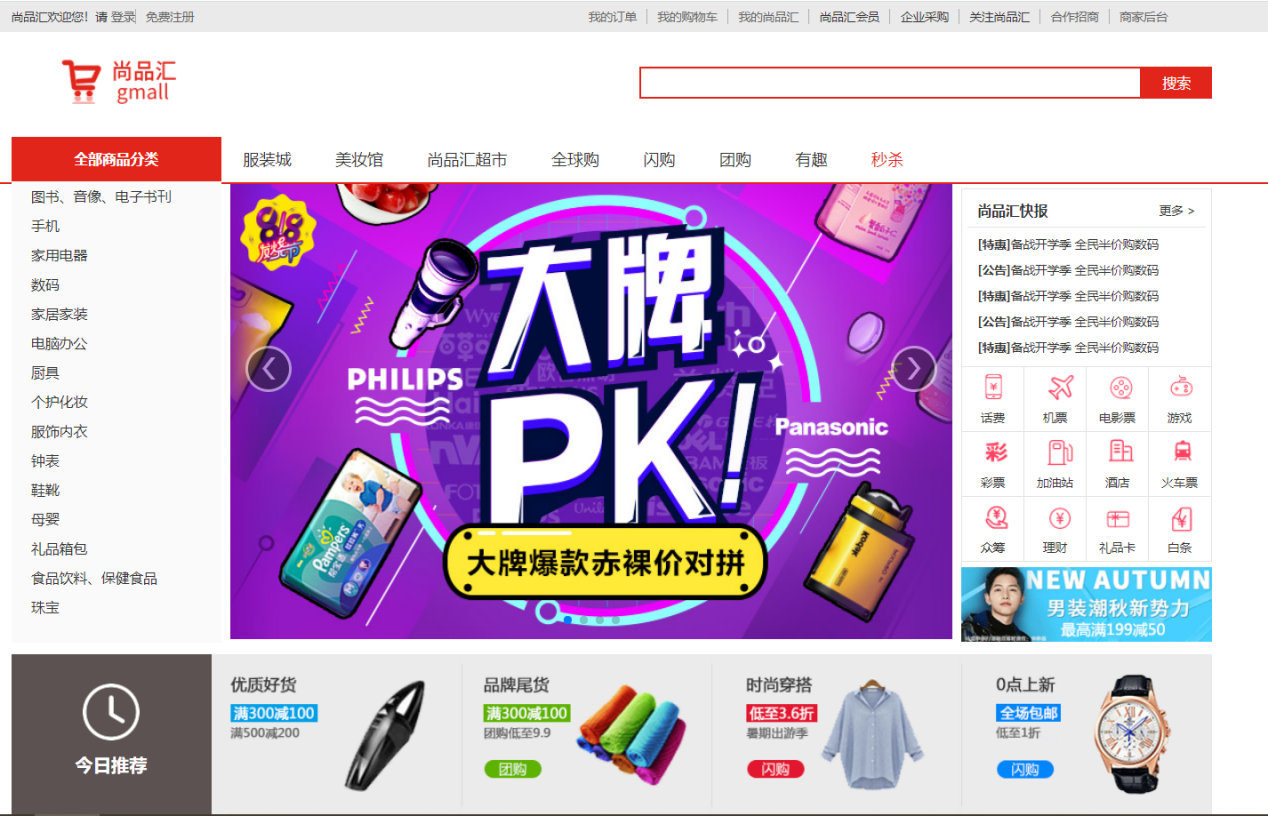 尚品汇欢迎您! 请 登录 免费注册
我的订单 我的购物车 我的尚品汇 尚品汇会员 企业采购 关注尚品汇 合作招商 商家后台
尚品汇
gmall
搜索
全部商品分类 服装城 美妆馆 尚品汇超市 全球购 闪购 团购 有趣 秒杀
图书、音像、电子书刊
手机
家用电器
数码
家居家装
电脑办公
厨具
个护化妆
服饰内衣
钟表
鞋靴
母婴
礼品箱包
食品饮料、保健食品
珠宝
818
大牌
PK!
PHILIPS
Panasonic
Pampers
大牌爆款赤裸价对拼
尚品汇快报 更多 >
[特惠]备战开学季 全民半价购数码
[公告]备战开学季 全民半价购数码
[特惠]备战开学季 全民半价购数码
[公告]备战开学季 全民半价购数码
[特惠]备战开学季 全民半价购数码
话费 机票 电影票 游戏
彩
彩票 加油站 酒店 火车票
众筹 理财 礼品卡 白条
NEW AUTUMN
男装潮秋新势力
最高满199减50
今日推荐
优质好货
满300减100
满500减200
品牌尾货
满300减100
团购低至9.9
团购
时尚穿搭
低至3.6折
暑期出游季
闪购
0点上新
全场包邮
低至1折
闪购